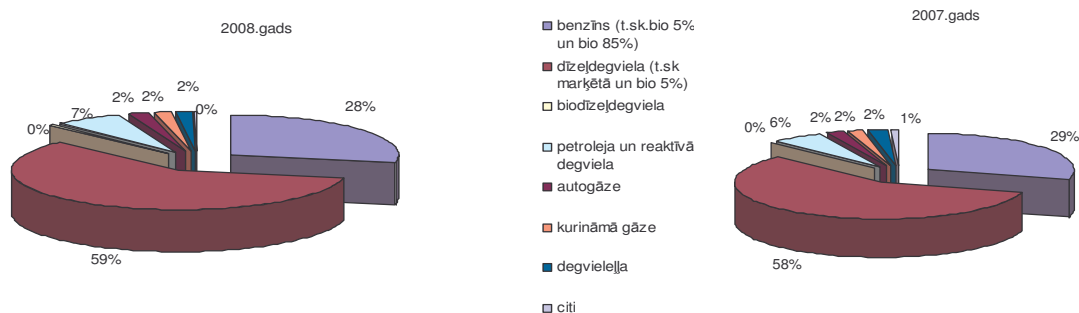 2008.gads
0%
7%
2%
2%
2%
0%
28%
59%
benzīns (t.sk.bio 5%
un bio 85%)
dīzeļdegviela (t.sk
marķētā un bio 5%)
biodīzeļdegviela
petroleja un reaktīvā
degviela
autogāze
kurināmā gāze
degvieleļļa
citi
2007.gads
0%
6%
2%
2%
2%
1%
29%
58%